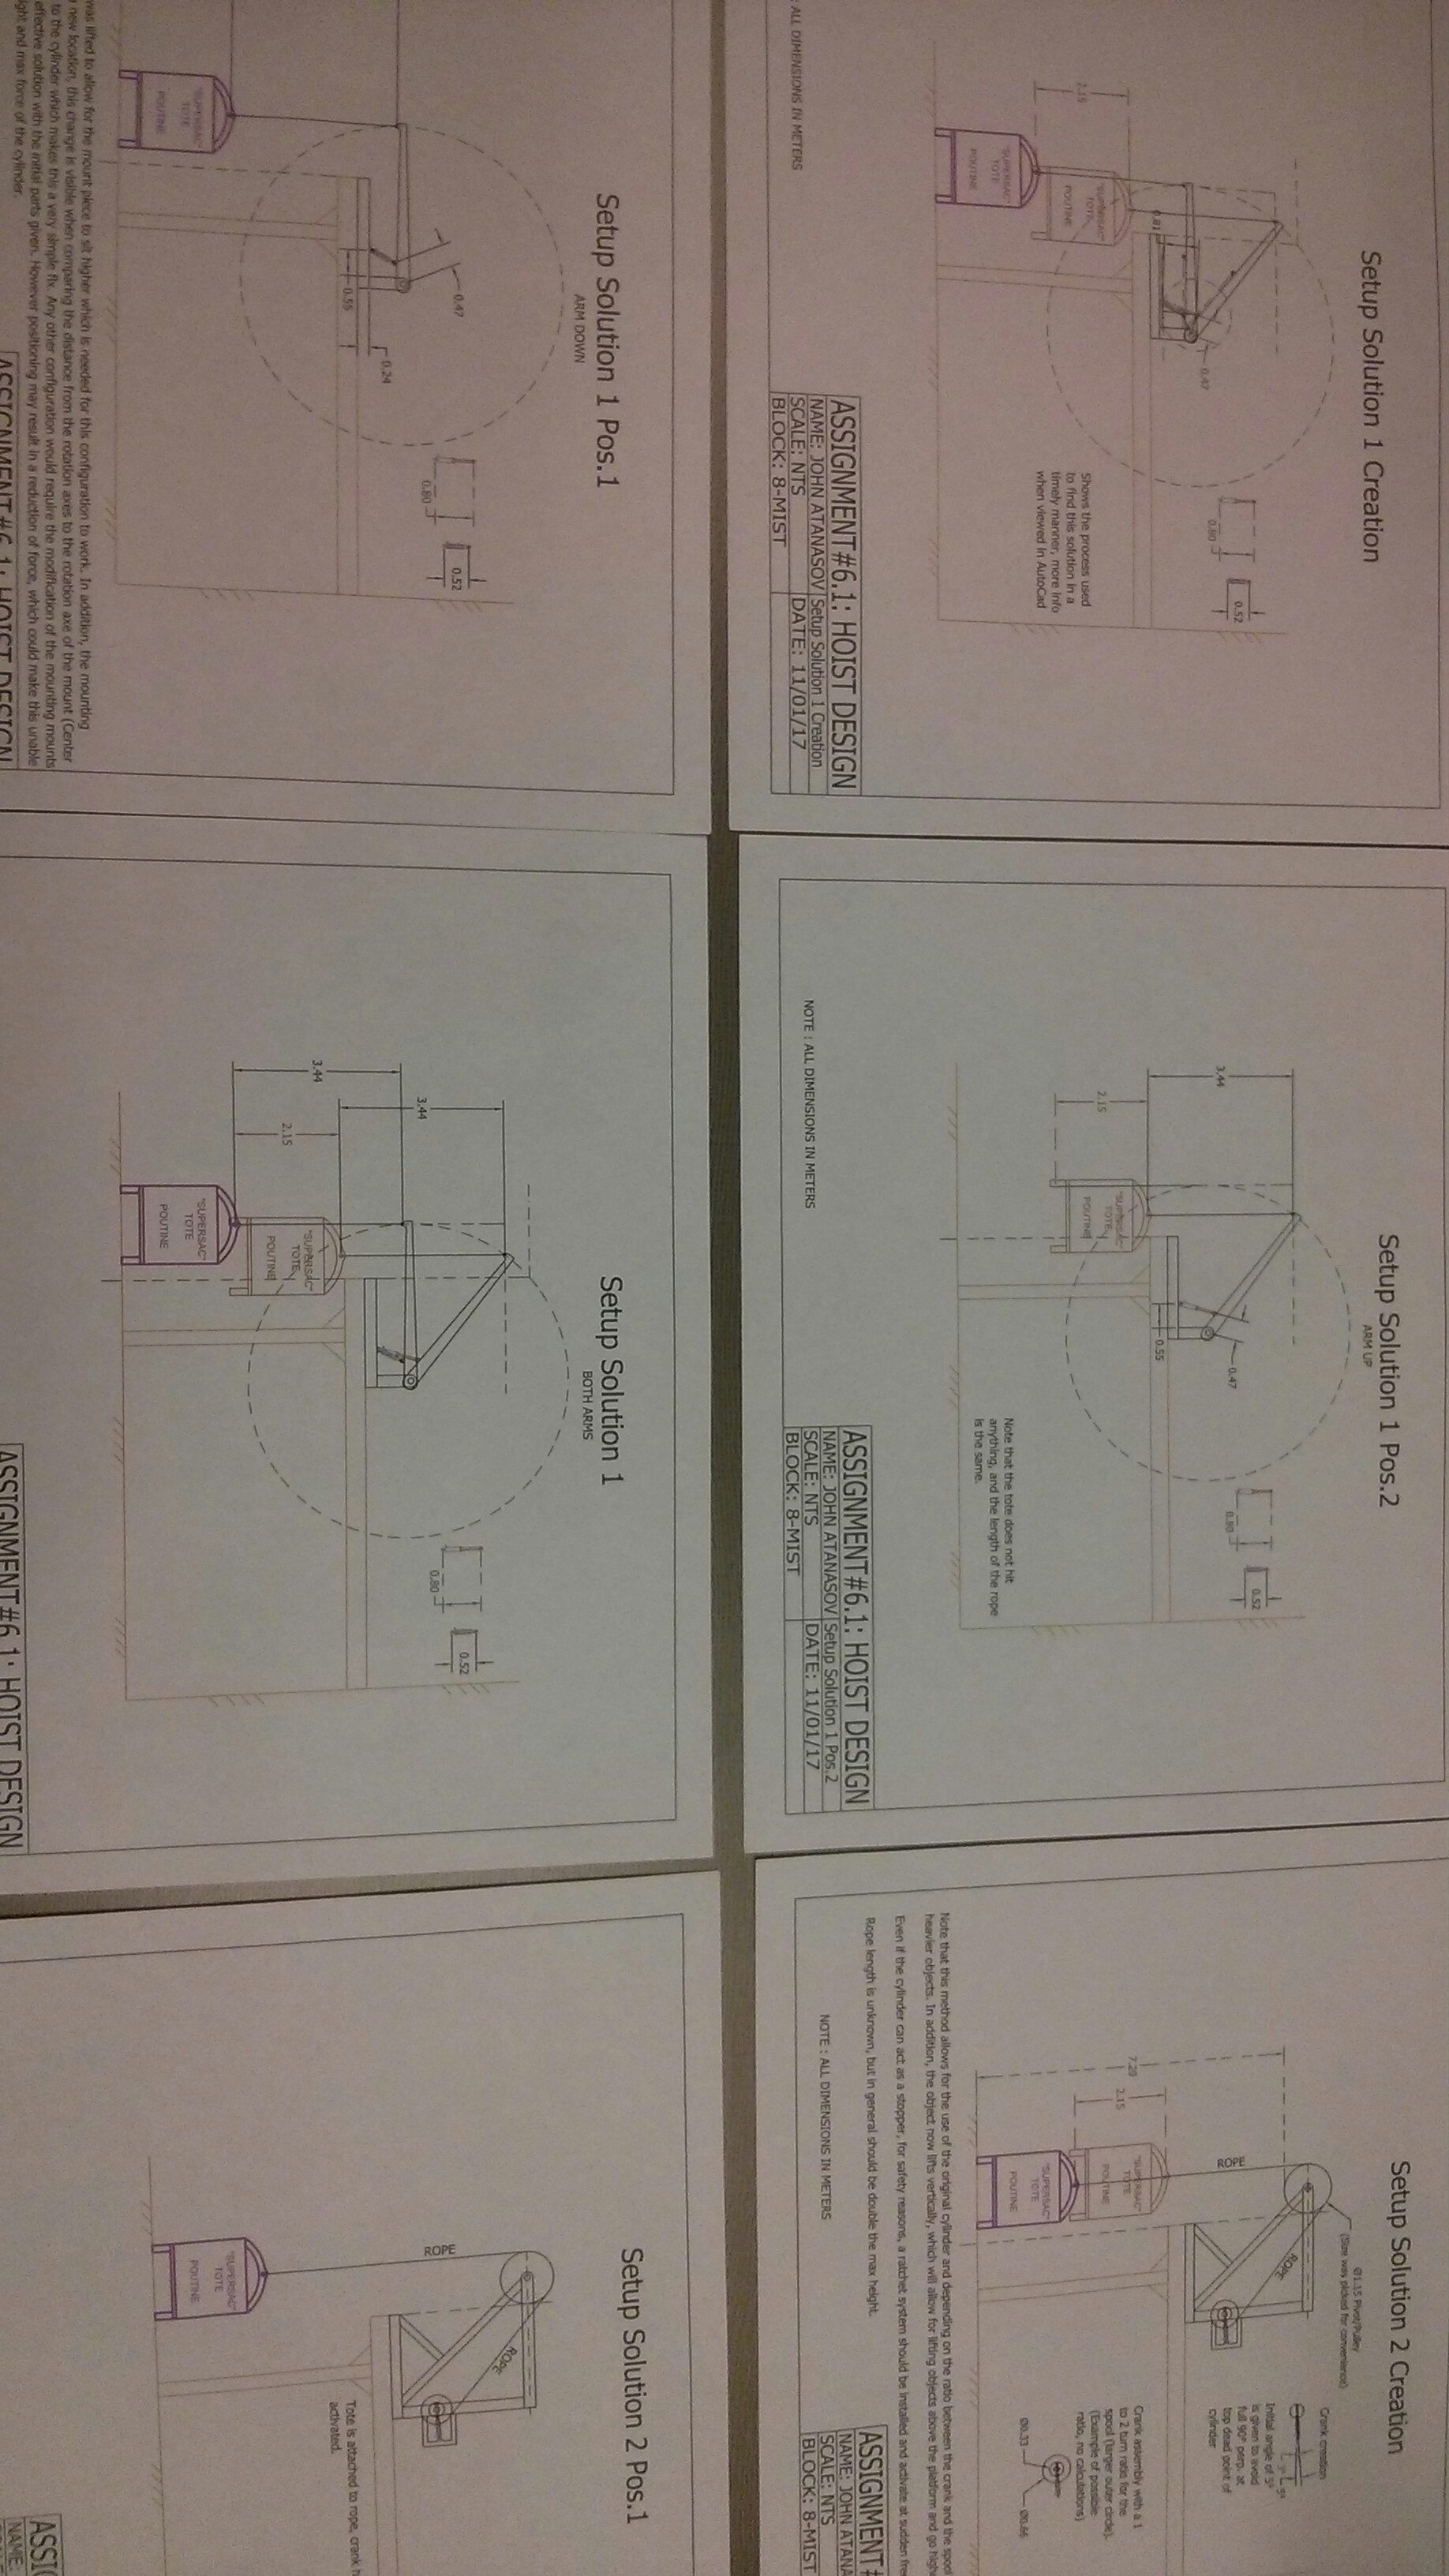 Setup Solution 1 Creation
2.15
"SUPERSAC"
TOTE
POUTINE
"SUPERSAC"
TOTE
POUTINE
0.81
0.47
0.80
0.52
Shows the process used
to find this solution in a
timely manner, more info
when viewed in AutoCad
: ALL DIMENSIONS IN METERS
ASSIGNMENT#6.1: HOIST DESIGN
NAME: JOHN ATANASOV
Setup Solution 1 Creation
SCALE: NTS
DATE: 11/01/17
BLOCK: 8-MIST
Setup Solution 1 Pos.2
ARM UP
3.44
2.15
"SUPERSAC"
TOTE
POUTINE
0.55
0.47
0.80
0.52
Note that the tote does not hit
anything, and the length of the rope
is the same.
NOTE : ALL DIMENSIONS IN METERS
ASSIGNMENT#6.1: HOIST DESIGN
NAME: JOHN ATANASOV
Setup Solution 1 Pos.2
SCALE: NTS
DATE: 11/01/17
BLOCK: 8-MIST
Setup Solution 2 Creation
Ø1.15 Pivot/Pulley
(Size was picked for convenience)
Crank creation
5°
Initial angle of 5°
is given to avoid
full 90° perp. at
top dead point of
cylinder
7.29
2.15
ROPE
ROPE
"SUPERSAC"
TOTE
POUTINE
"SUPERSAC"
TOTE
POUTINE
Crank assembly with a 1
to 2 turn ratio for the
spool (larger outer circle).
(Example of possible
ratio, no calculations)
Ø0.33
Ø0.66
Note that this method allows for the use of the original cylinder and depending on the ratio between the crank and the spool
heavier objects. In addition, the object now lifts vertically, which will allow for lifting objects above the platform and go high
Even if the cylinder can act as a stopper, for safety reasons, a ratchet system should be installed and activate at sudden fre
Rope length is unknown, but in general should be double the max height.
NOTE : ALL DIMENSIONS IN METERS
ASSIGNMENT#
NAME: JOHN ATANA
SCALE: NTS
BLOCK: 8-MIST
Setup Solution 1 Pos.1
ARM DOWN
0.47
0.24
0.55
0.80
0.52
"SUPERSAC"
TOTE
POUTINE
was lifted to allow for the mount piece to sit higher which is needed for this configuration to work. In addition, the mounting
new location, this change is visible when comparing the distance from the rotation axes to the rotation axe of the mount (Center
to the cylinder which makes this a very simple fix. Any other configuration would require the modification of the mounting mounts
effective solution with the initial parts given. However positioning may result in a reduction of force, which could make this unable
ght and max force of the cylinder.
ASSIGNMENT#6.1: HOIST DESIGN
Setup Solution 1
BOTH ARMS
3.44
3.44
2.15
"SUPERSAC"
TOTE
POUTINE
"SUPERSAC"
TOTE
POUTINE
0.80
0.52
ASSIGNMENT#6.1: HOIST DESIGN
Setup Solution 2 Pos.1
ROPE
ROPE
"SUPERSAC"
TOTE
POUTINE
Tote is attached to rope, crank h
activated.
ASSIG
NAME: